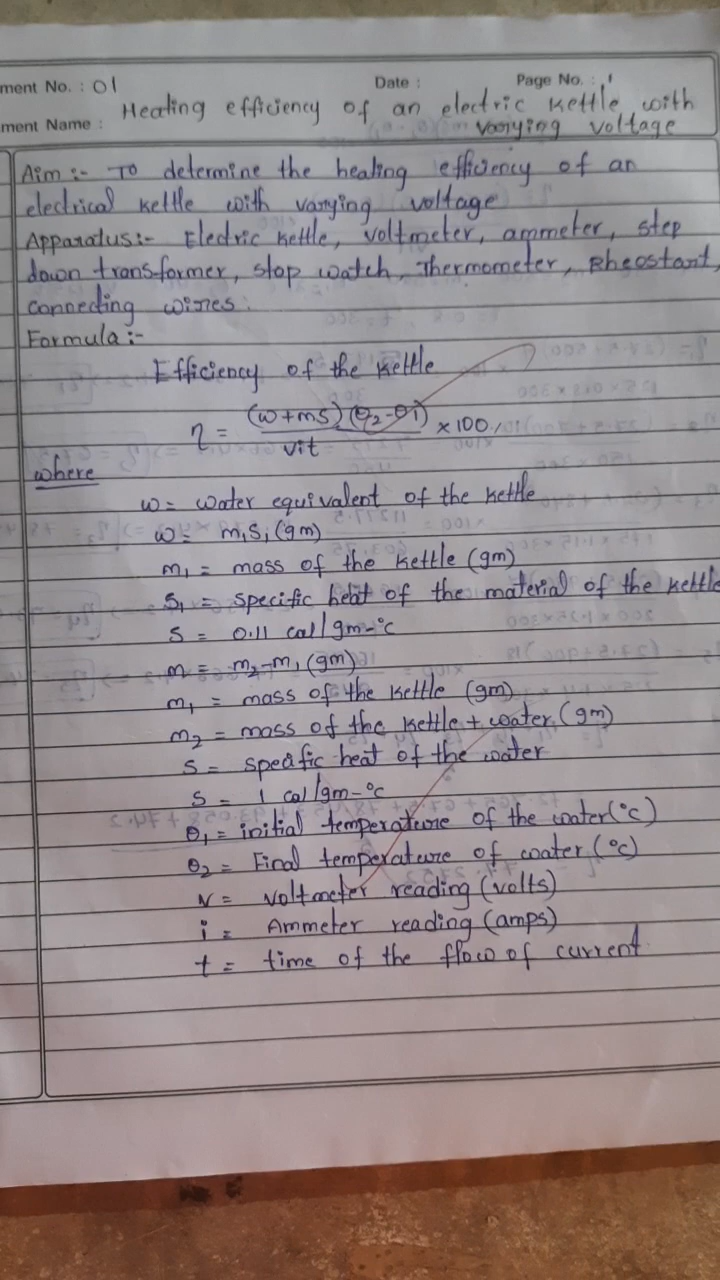 ment No. : 01 Date : Page No. : 1
ment Name : Heating efficiency of an electric kettle with
varying voltage
Aim :- To determine the heating efficiency of an
electrical kettle with varying voltage
Apparatus:- Electric kettle, voltmeter, ammeter, step
down transformer, stop watch, Thermometer, Rheostant,
connecting wires.
Formula :-
Efficiency of the kettle
η = (w+ms)(θ2-θ1)/vit ×100.
where
w = water equivalent of the kettle
w = m1s1 (gm)
m1 = mass of the kettle (gm)
s1 = specific heat of the material of the kettle
s = 0.11 cal/gm-°c
m = m2-m1 (gm)
m1 = mass of the kettle (gm)
m2 = mass of the kettle + water (gm)
s = specific heat of the water
s = 1 cal/gm-°c
θ1 = initial temperature of the water (°c)
θ2 = Final temperature of water (°c)
v = voltmeter reading (volts)
i = Ammeter reading (amps)
t = time of the flow of current.